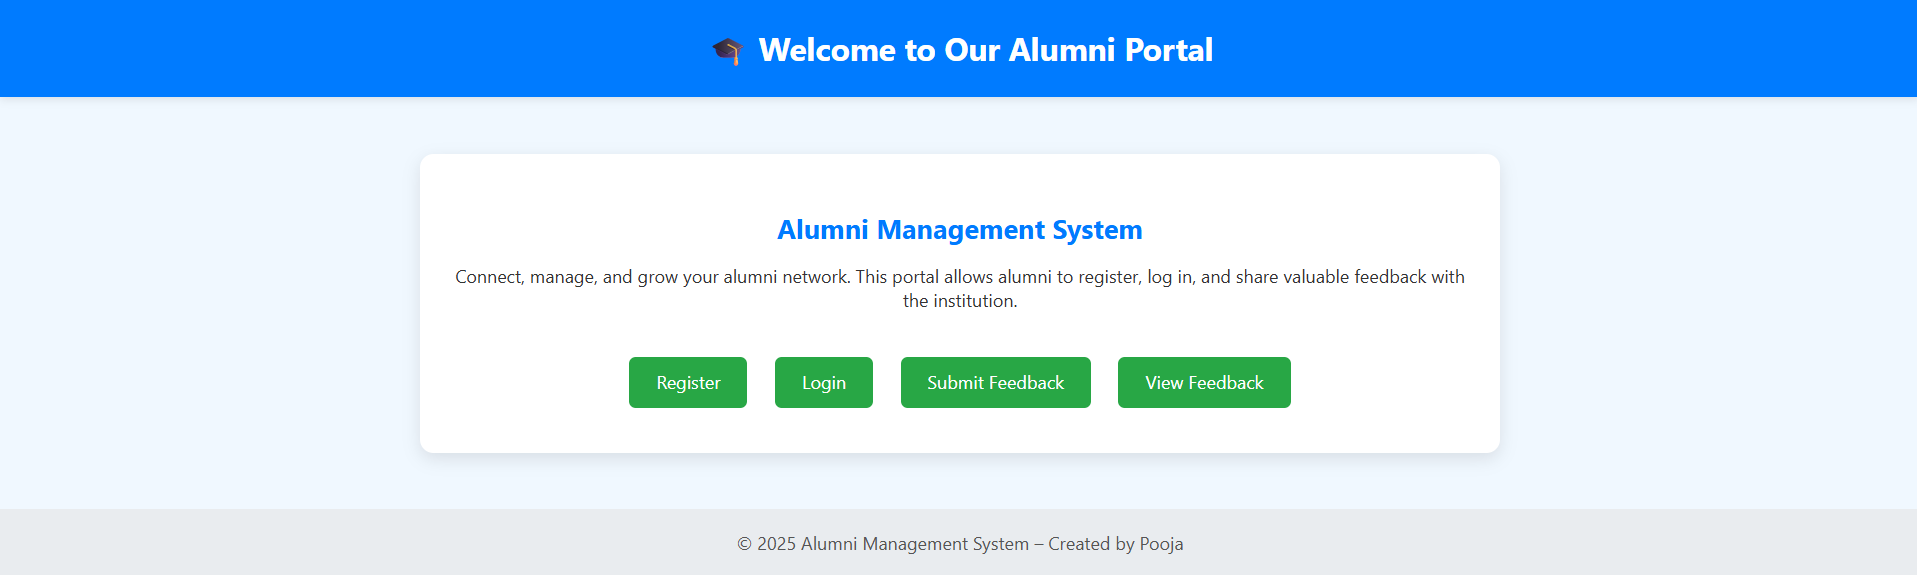 🎓 Welcome to Our Alumni Portal
Alumni Management System
Connect, manage, and grow your alumni network. This portal allows alumni to register, log in, and share valuable feedback with
the institution.
Register Login Submit Feedback View Feedback
© 2025 Alumni Management System – Created by Pooja